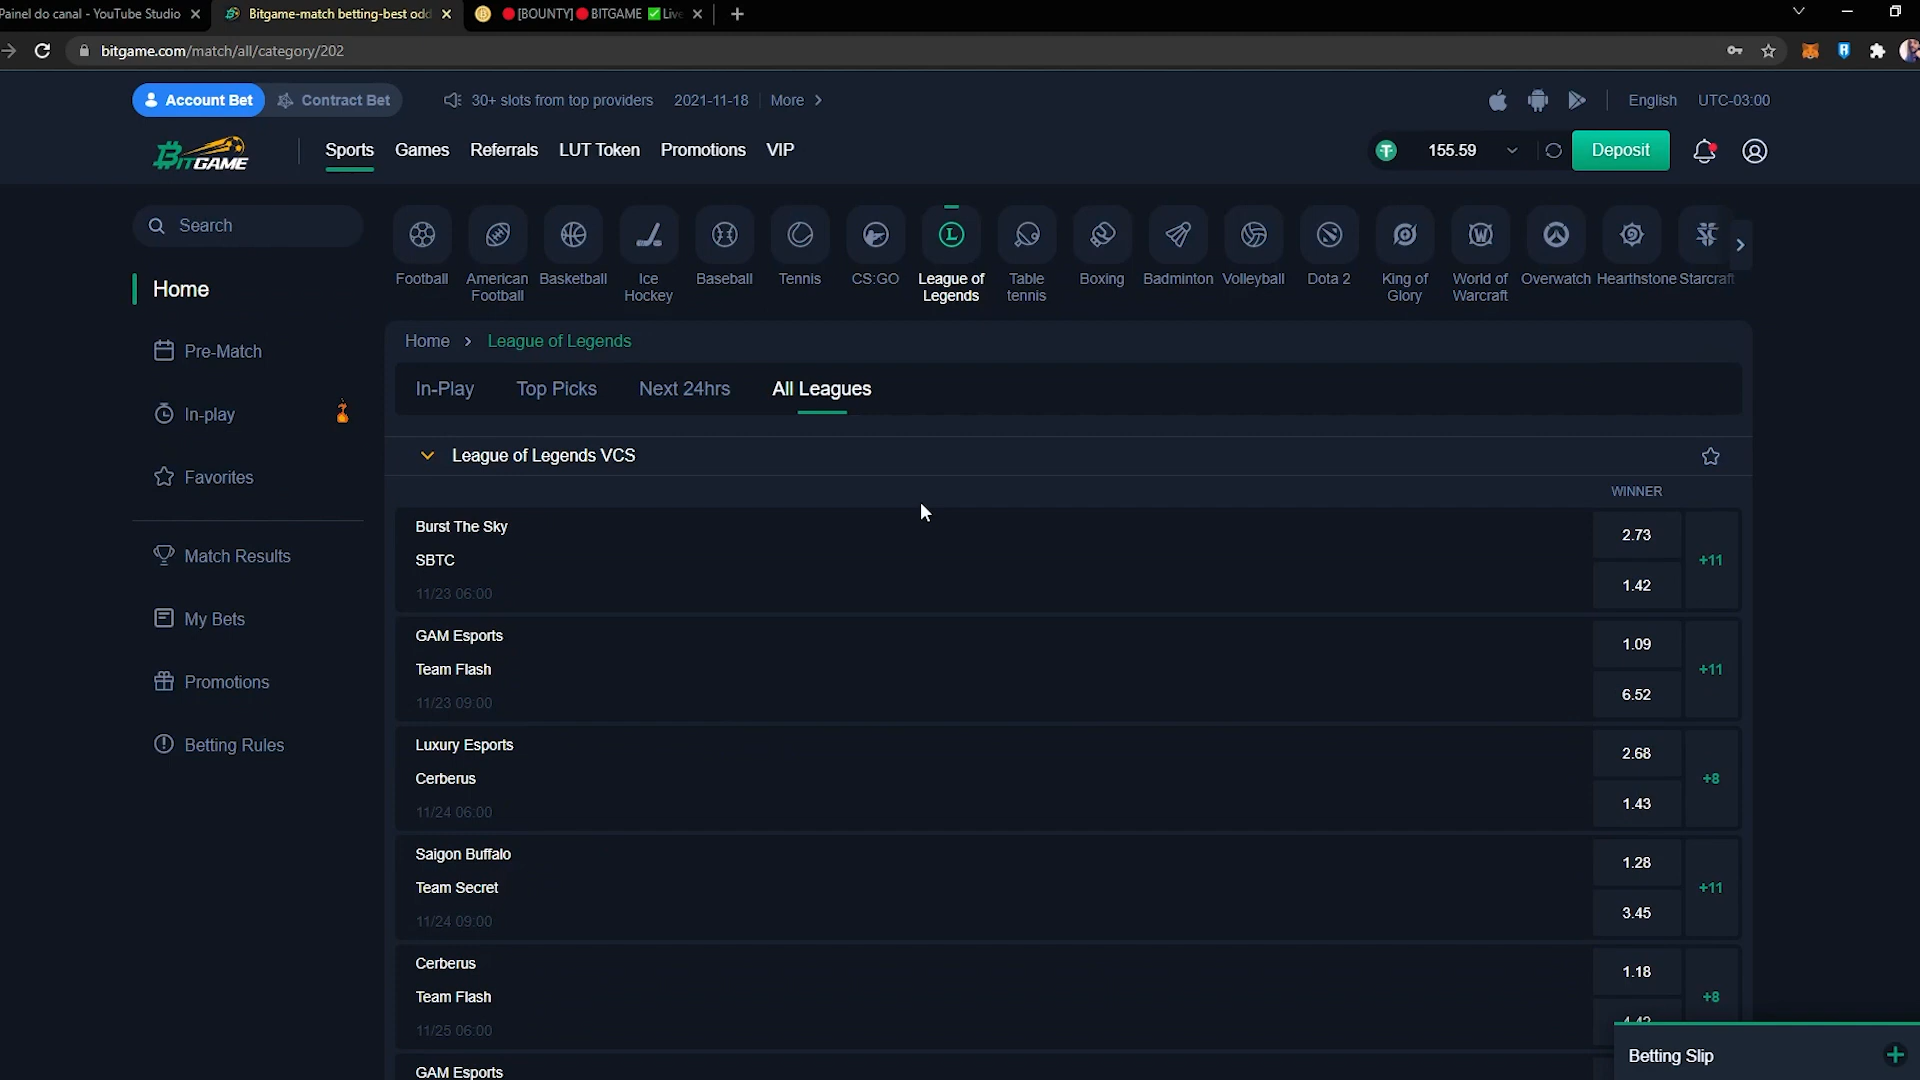 Painel do canal - YouTube Studio
Bitgame-match betting-best odd
[BOUNTY] BITGAME Live
bitgame.com/match/all/category/202
Account Bet
Contract Bet
30+ slots from top providers 2021-11-18 More
English UTC-03:00
BITGAME
Sports Games Referrals LUT Token Promotions VIP
155.59
Deposit
Search
Football
American Football
Basketball
Ice Hockey
Baseball
Tennis
CS:GO
League of Legends
Table tennis
Boxing
Badminton
Volleyball
Dota 2
King of Glory
World of Warcraft
Overwatch
Hearthstone
Starcraft
Home
Pre-Match
In-play
Favorites
Match Results
My Bets
Promotions
Betting Rules
Home > League of Legends
In-Play Top Picks Next 24hrs All Leagues
League of Legends VCS
WINNER
Burst The Sky 2.73
SBTC 1.42
11/23 06:00
+11
GAM Esports 1.09
Team Flash 6.52
11/23 09:00
+11
Luxury Esports 2.68
Cerberus 1.43
11/24 06:00
+8
Saigon Buffalo 1.28
Team Secret 3.45
11/24 09:00
+11
Cerberus 1.18
Team Flash
11/25 06:00
+8
GAM Esports
Betting Slip